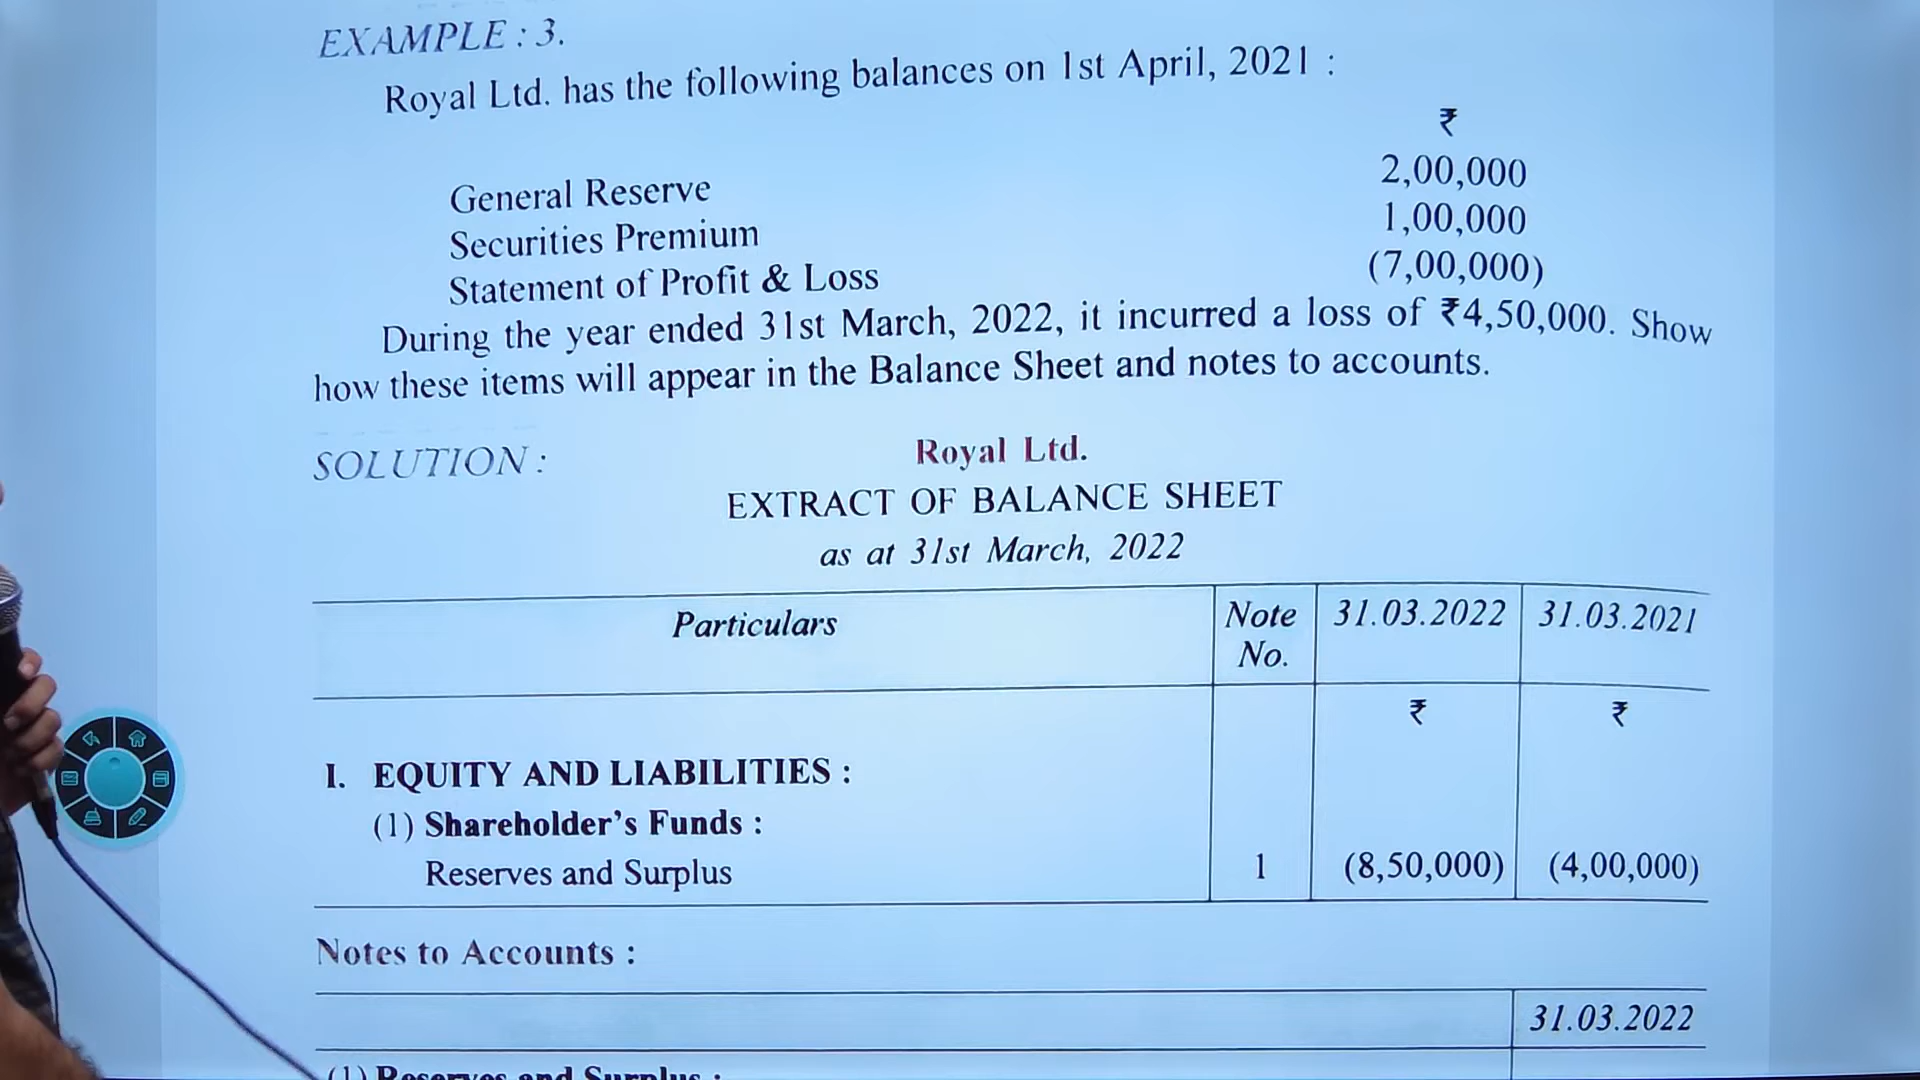 EXAMPLE : 3.
Royal Ltd. has the following balances on 1st April, 2021 :
₹
General Reserve 2,00,000
Securities Premium 1,00,000
Statement of Profit & Loss (7,00,000)
During the year ended 31st March, 2022, it incurred a loss of ₹4,50,000. Show
how these items will appear in the Balance Sheet and notes to accounts.
SOLUTION :
Royal Ltd.
EXTRACT OF BALANCE SHEET
as at 31st March, 2022
Particulars Note No. 31.03.2022 31.03.2021
₹ ₹
I. EQUITY AND LIABILITIES :
(1) Shareholder's Funds :
Reserves and Surplus 1 (8,50,000) (4,00,000)
Notes to Accounts :
31.03.2022
(1) Reserves and Surplus :